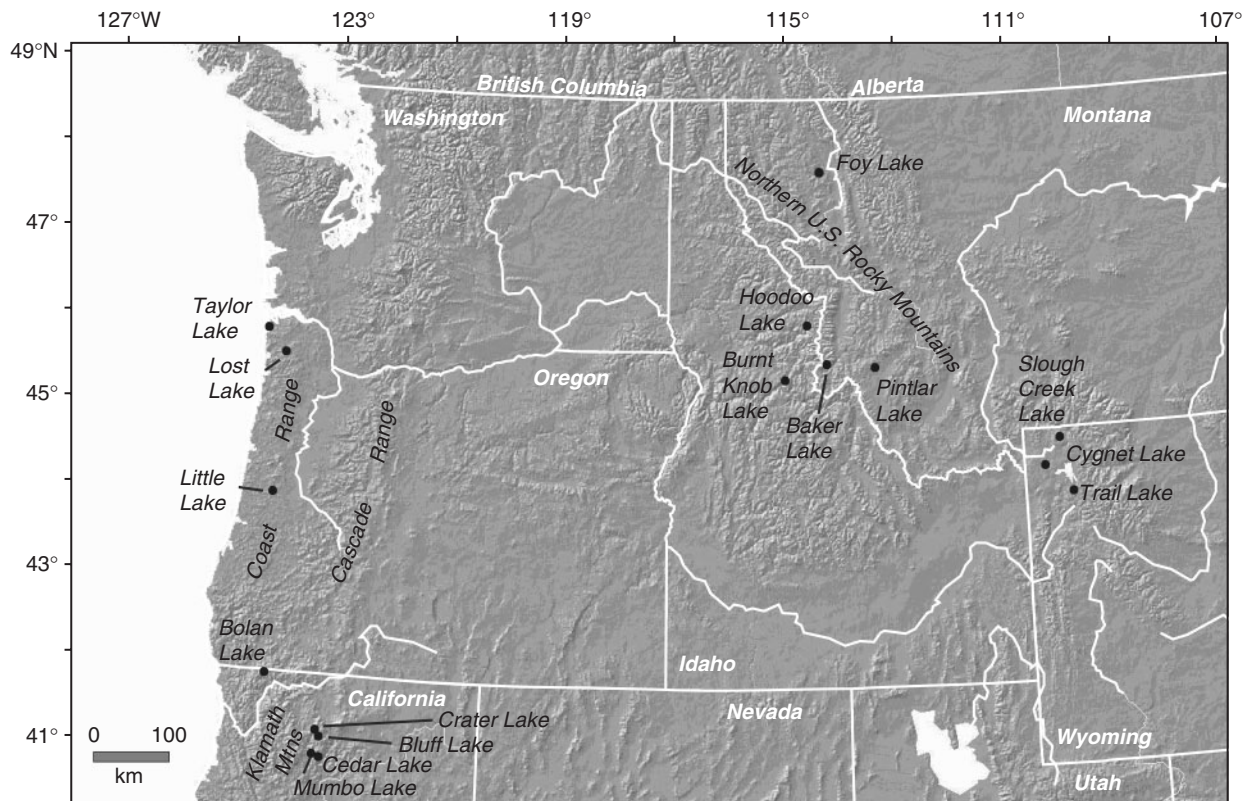 127°W 123° 119° 115° 111° 107°
49°N
British Columbia
Alberta
Washington
Montana
Foy Lake
Northern U.S. Rocky Mountains
47°
Taylor
Lake
Hoodoo
Lake
Lost
Lake
Burnt
Knob
Lake
Slough
Creek
Lake
45°
Oregon
Pintlar
Lake
Baker
Lake
Range
Range
Cygnet Lake
Trail Lake
Little
Lake
Coast
Cascade
43°
Bolan
Lake
Idaho
California
Nevada
0 100
km
Klamath
Mtns
Crater Lake
Bluff Lake
Cedar Lake
Mumbo Lake
41°
Wyoming
Utah